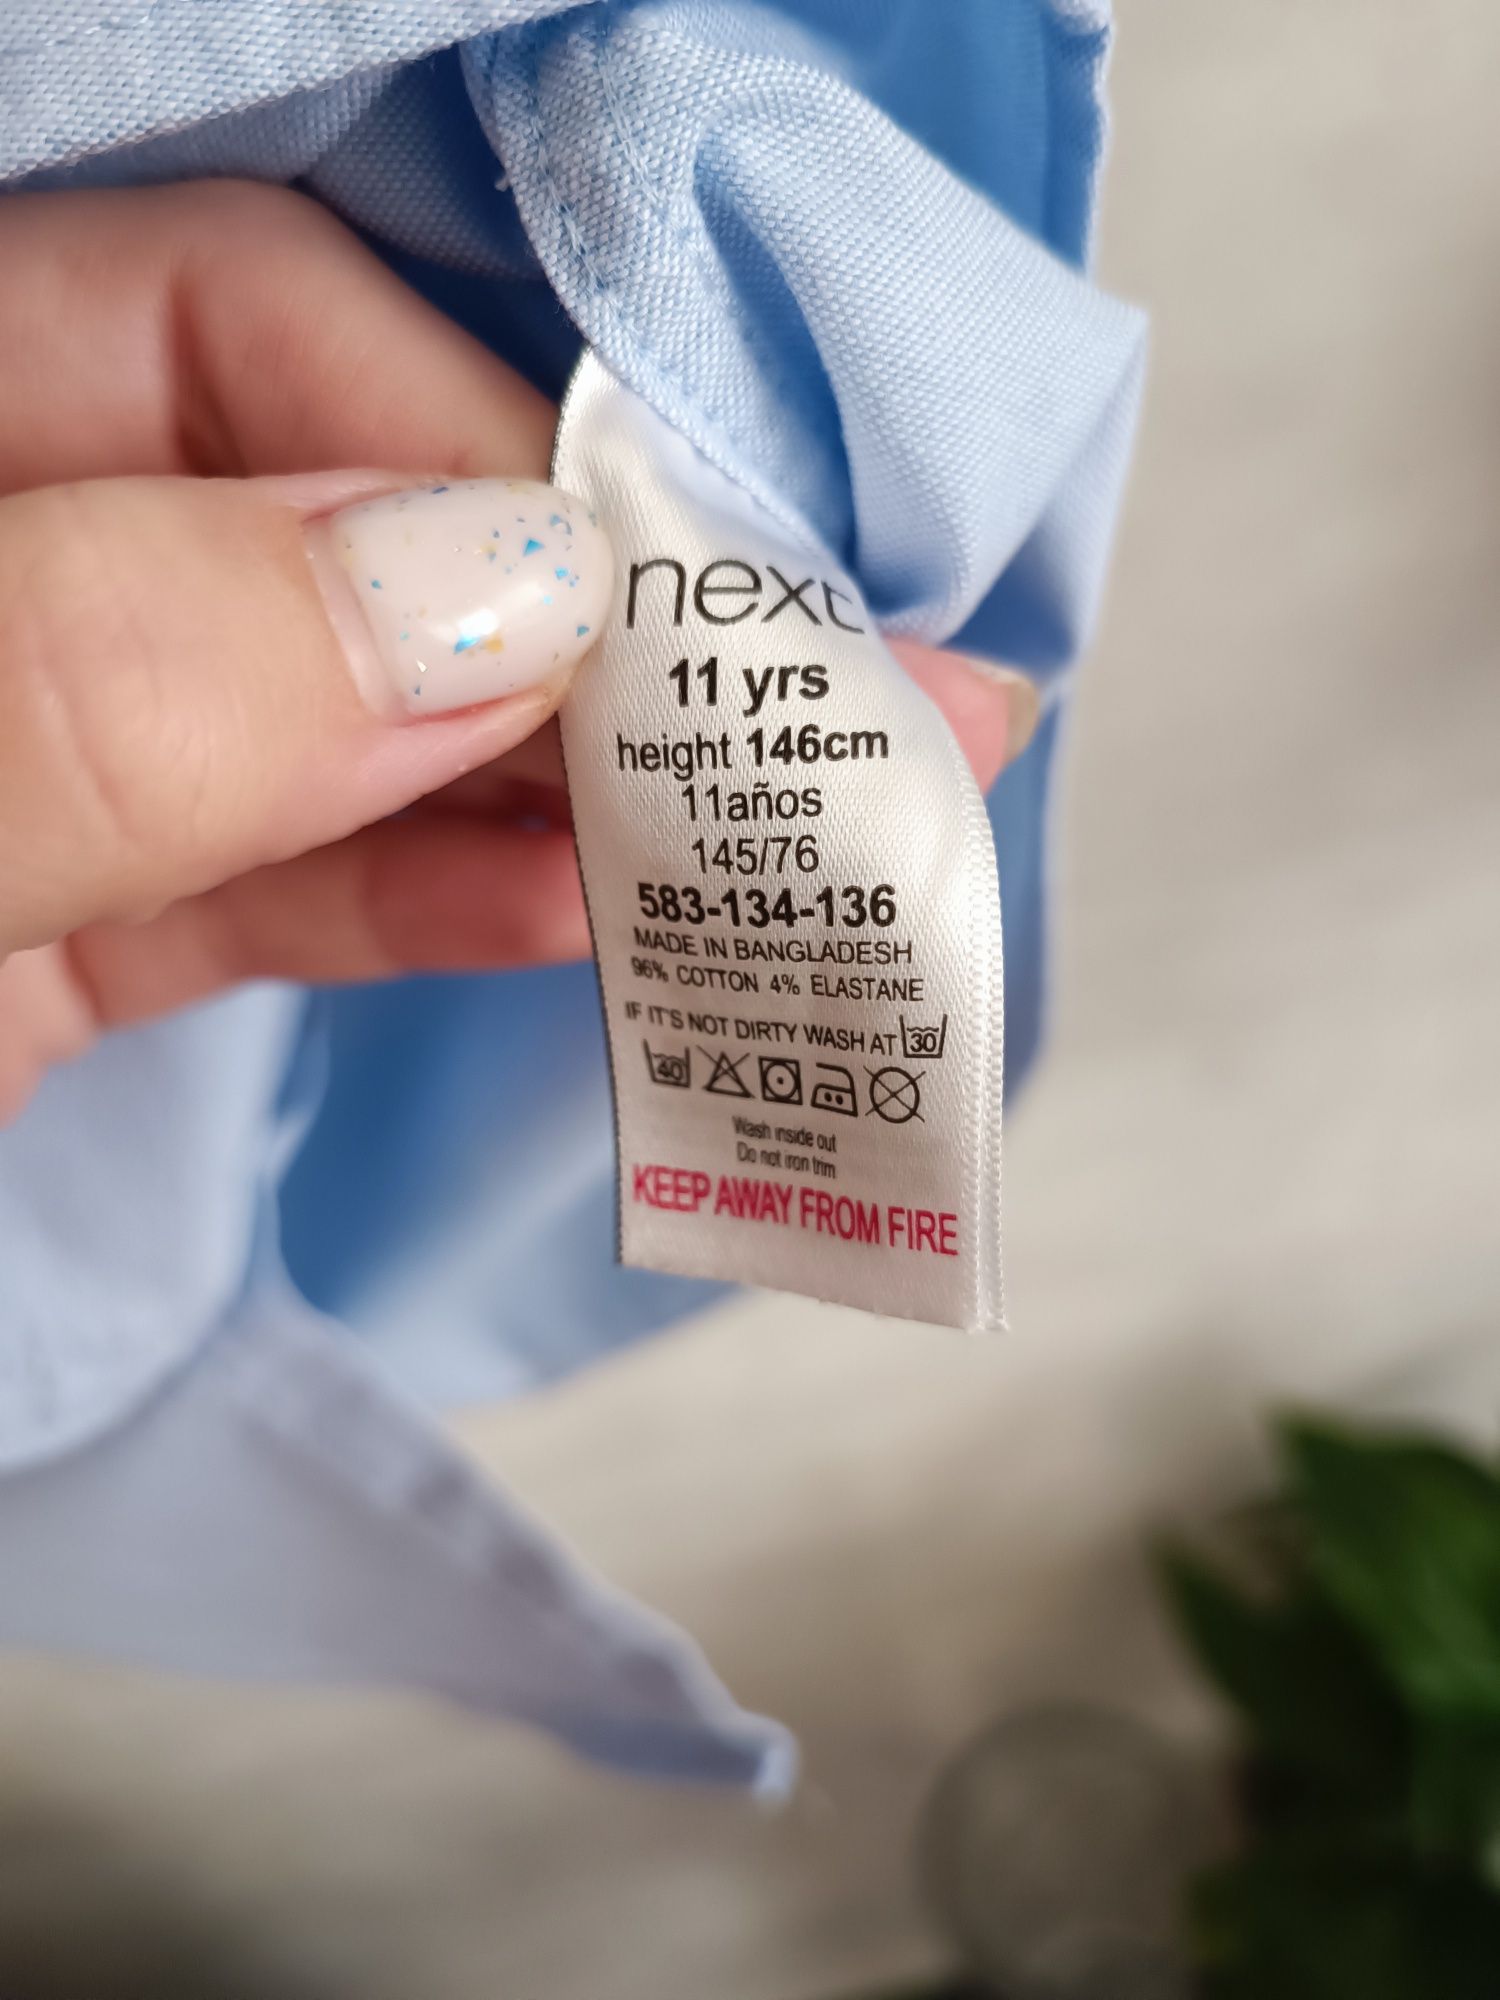 next
11 yrs
height 146cm
11años
145/76
583-134-136
MADE IN BANGLADESH
96% COTTON 4% ELASTANE
IF IT'S NOT DIRTY WASH AT 30
40
Wash inside out
Do not iron trim
KEEP AWAY FROM FIRE